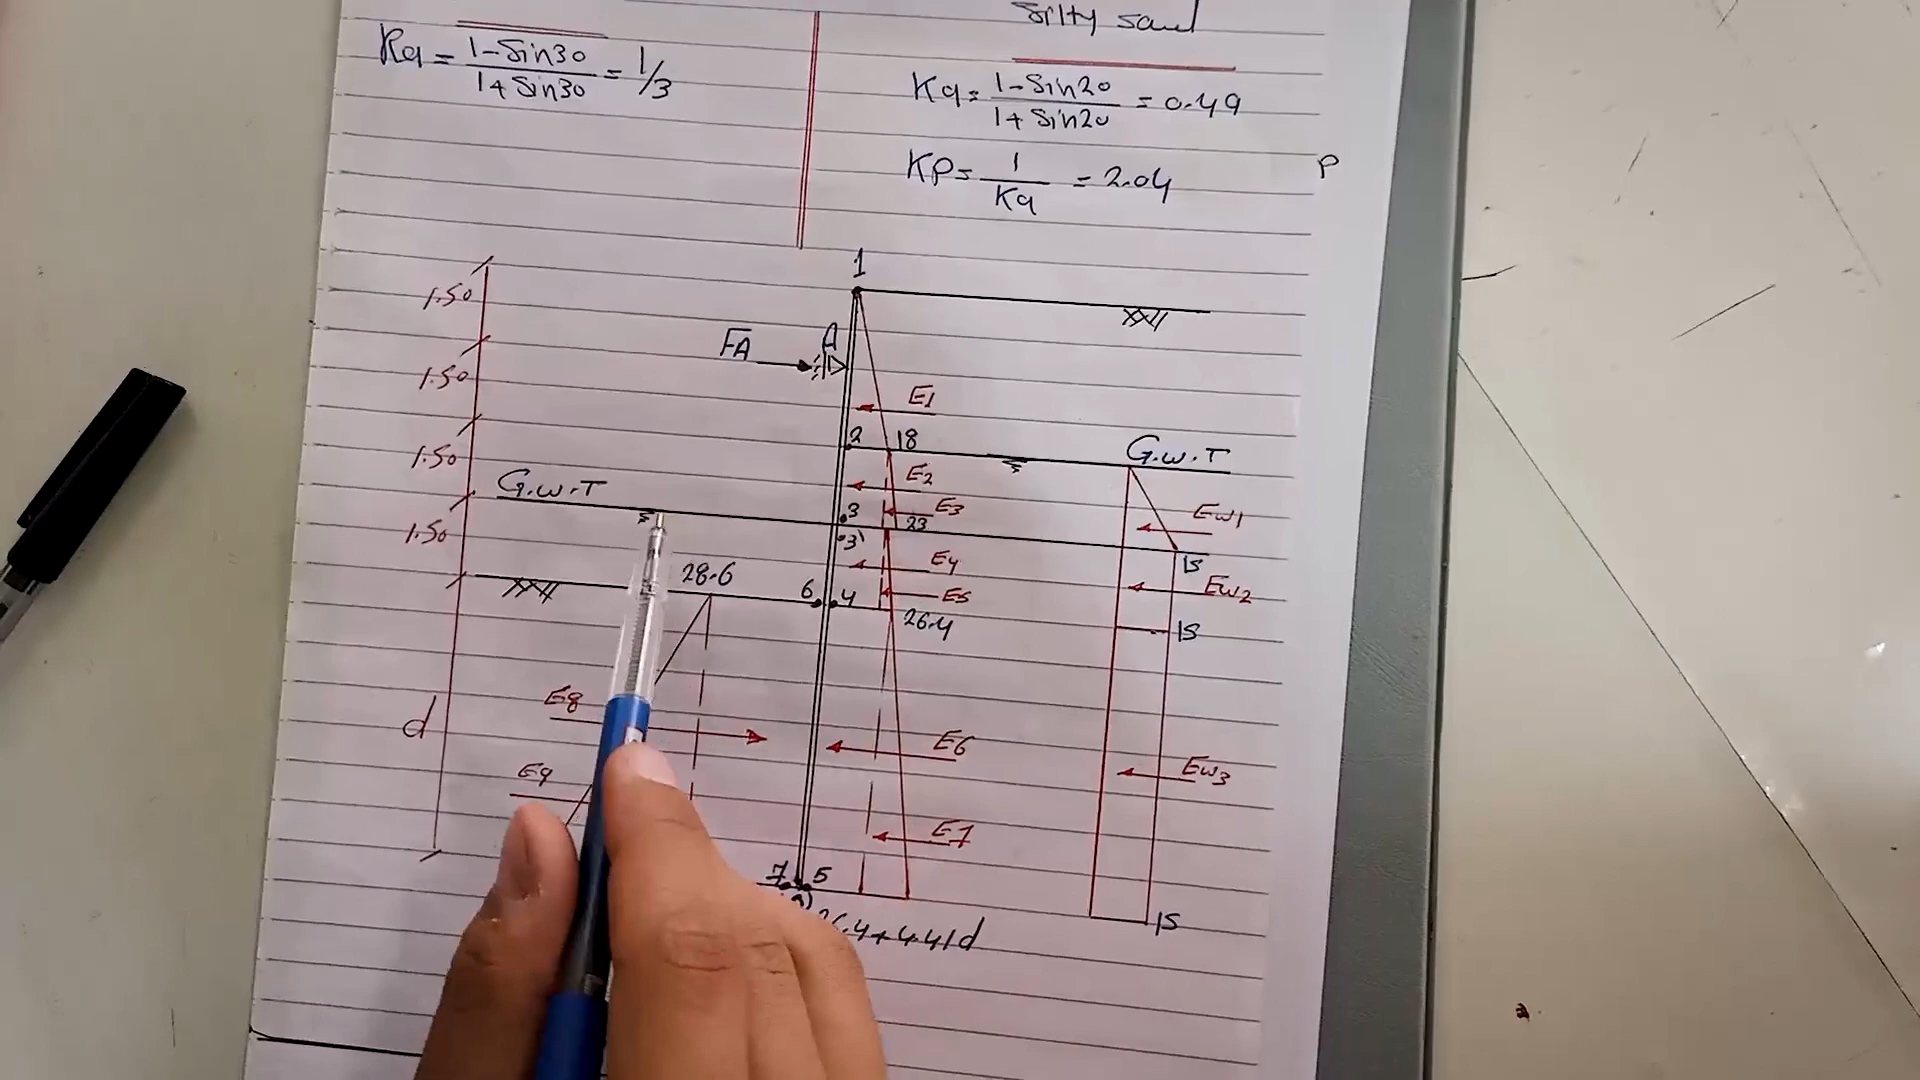 Silty sand
Ka = 1-Sin30 / 1+Sin30 = 1/3
Ka = 1-Sin20 / 1+Sin20 = 0.49
KP = 1 / Ka = 2.04
P
1
1.50
FA
A
1.50
E1
2
18
G.W.T
1.50
E2
G.W.T
3
E3
23
Ew1
1.50
3'
E4
15
28.6
6
4
E5
Ew2
26.4
15
E8
d
E6
E9
Ew3
E7
7
5
26.4+4.41d
15